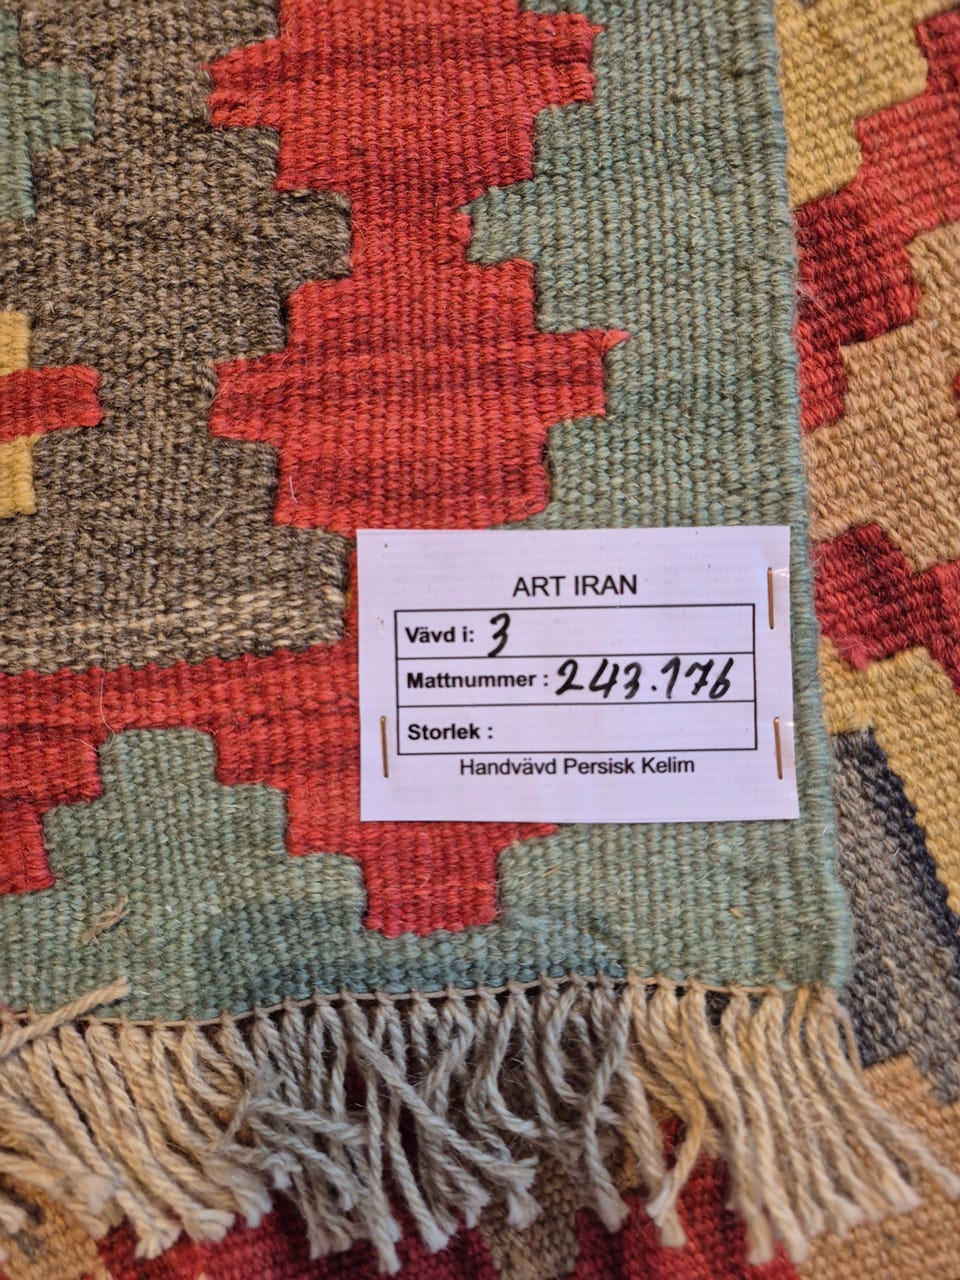 ART IRAN
Vävd i: 3
Mattnummer : 243.176
Storlek :
Handvävd Persisk Kelim